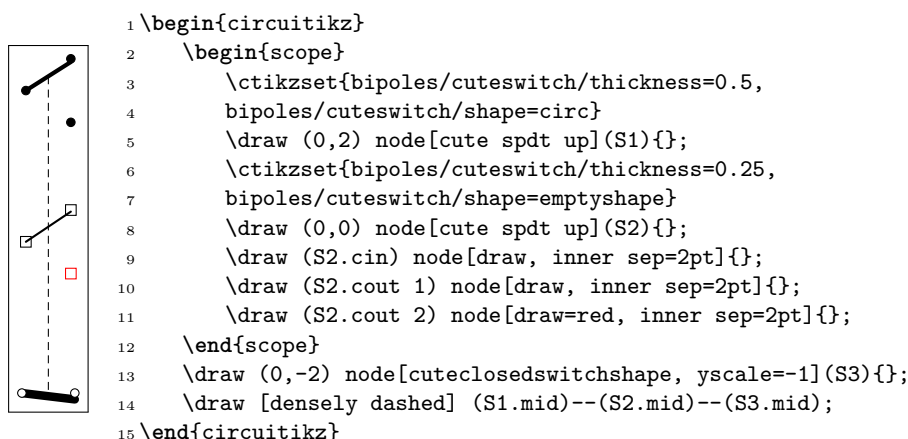 1 \begin{circuitikz}
2     \begin{scope}
3         \ctikzset{bipoles/cuteswitch/thickness=0.5,
4         bipoles/cuteswitch/shape=circ}
5         \draw (0,2) node[cute spdt up](S1){};
6         \ctikzset{bipoles/cuteswitch/thickness=0.25,
7         bipoles/cuteswitch/shape=emptyshape}
8         \draw (0,0) node[cute spdt up](S2){};
9         \draw (S2.cin) node[draw, inner sep=2pt]{};
10         \draw (S2.cout 1) node[draw, inner sep=2pt]{};
11         \draw (S2.cout 2) node[draw=red, inner sep=2pt]{};
12     \end{scope}
13     \draw (0,-2) node[cuteclosedswitchshape, yscale=-1](S3){};
14     \draw [densely dashed] (S1.mid)--(S2.mid)--(S3.mid);
15 \end{circuitikz}